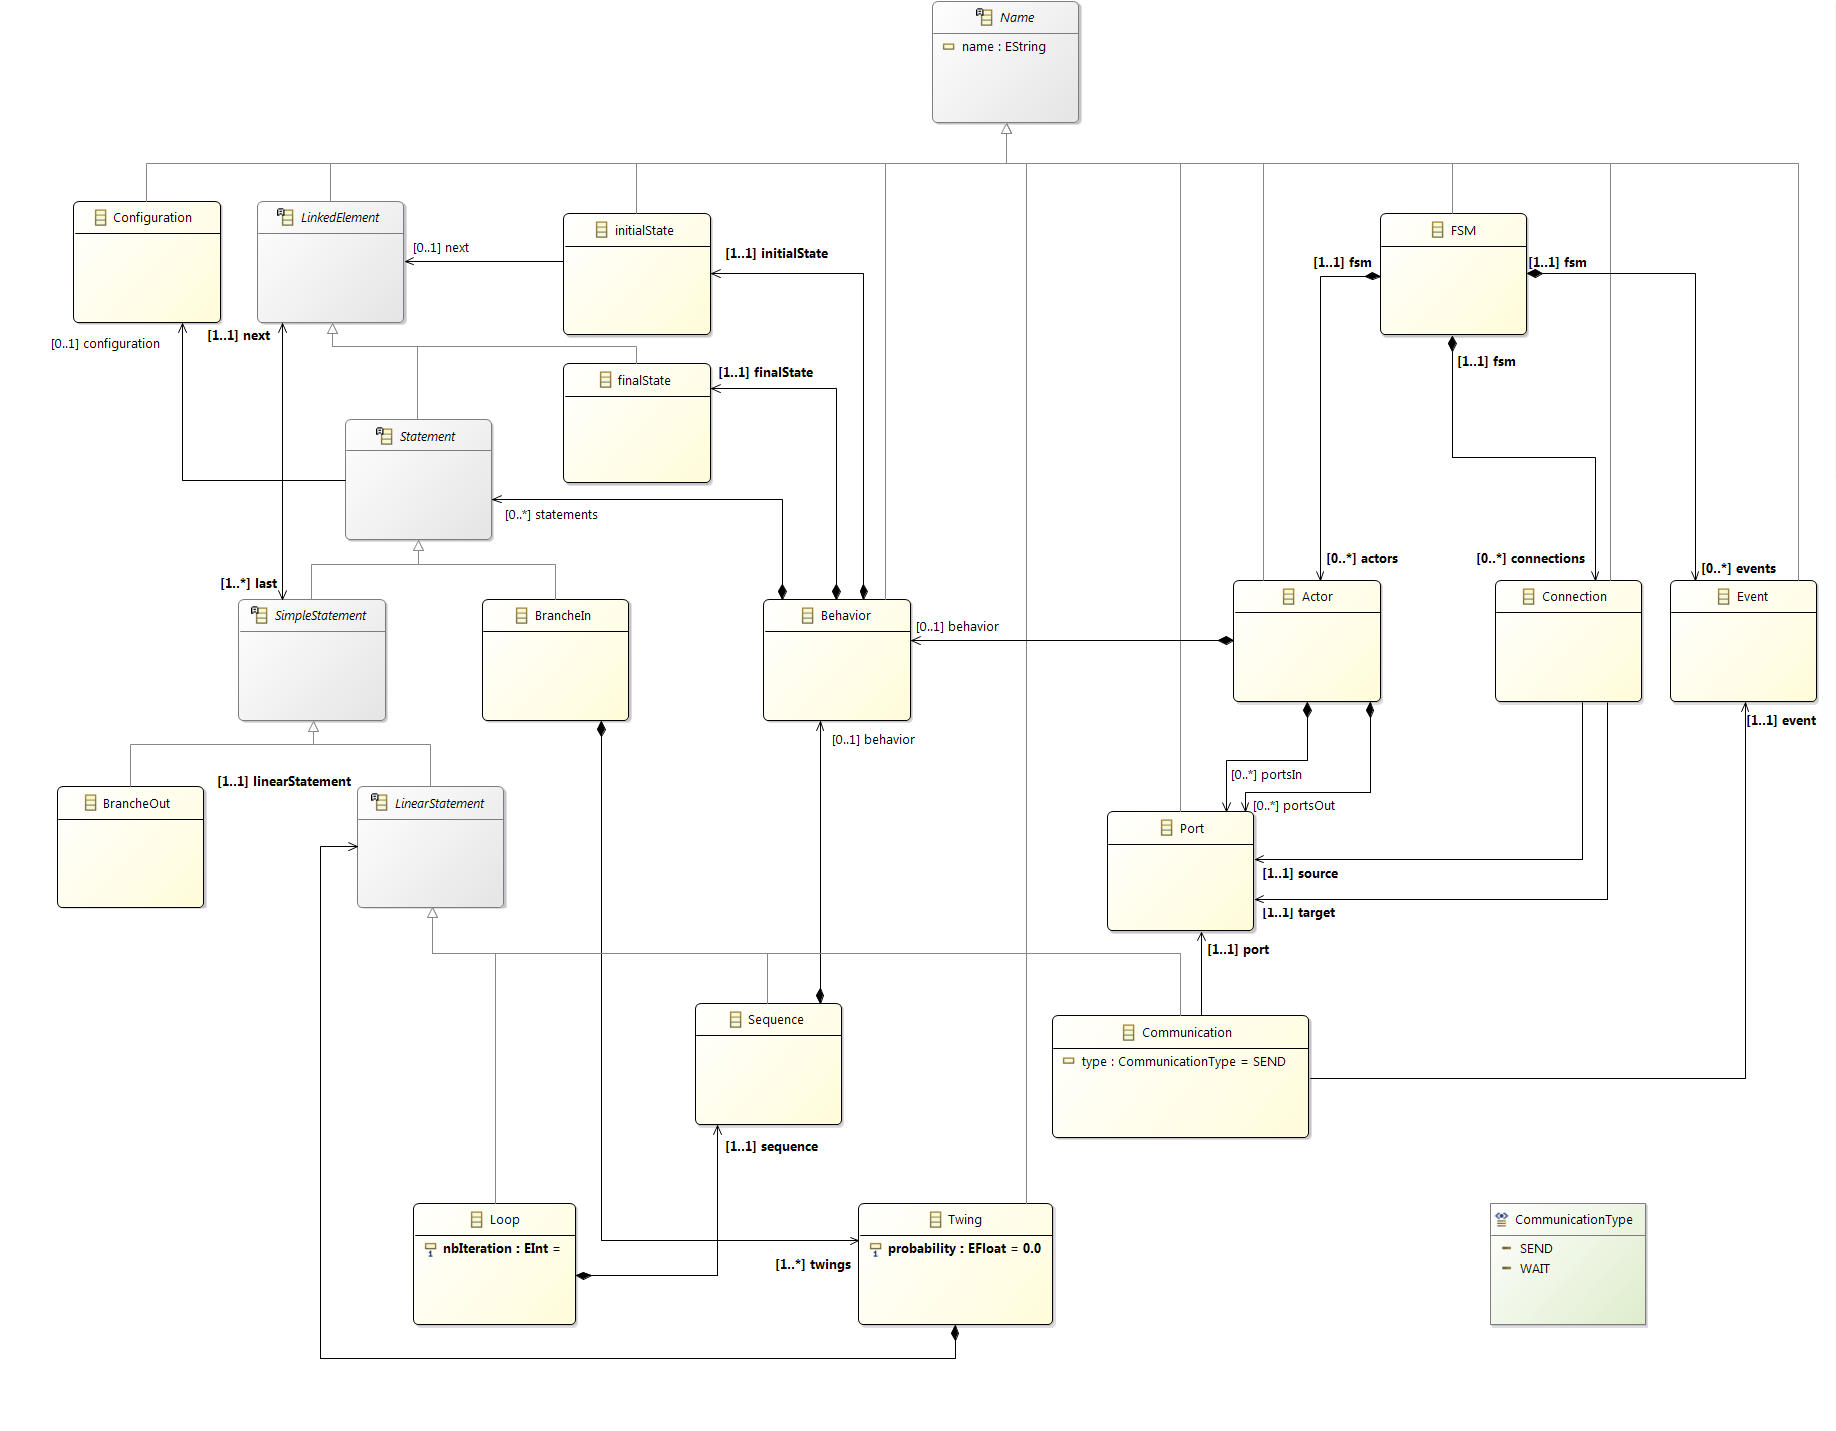 Name
name : EString
Configuration
LinkedElement
initialState
FSM
[0..1] next
[1..1] initialState
[1..1] fsm
[1..1] fsm
[0..1] configuration
[1..1] next
[1..1] fsm
finalState
[1..1] finalState
Statement
[0..*] statements
[0..*] actors
[0..*] connections
[0..*] events
[1..*] last
SimpleStatement
BrancheIn
Behavior
Actor
Connection
Event
[0..1] behavior
[1..1] event
[0..1] behavior
[0..*] portsIn
[1..1] linearStatement
BrancheOut
LinearStatement
[0..*] portsOut
Port
[1..1] source
[1..1] target
[1..1] port
Sequence
Communication
type : CommunicationType = SEND
[1..1] sequence
Loop
nbIteration : EInt =
Twing
probability : EFloat = 0.0
[1..*] twings
CommunicationType
SEND
WAIT